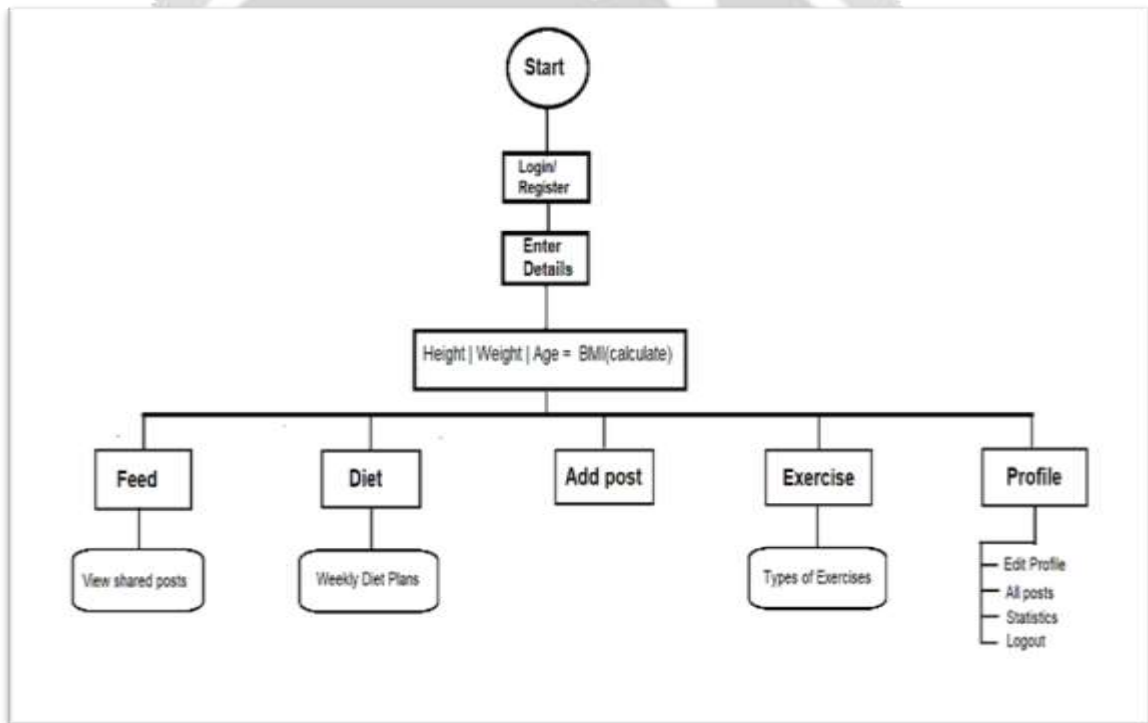 Start
Login/
Register
Enter
Details
Height | Weight | Age = BMI(calculate)
Feed
Diet
Add post
Exercise
Profile
View shared posts
Weekly Diet Plans
Types of Exercises
Edit Profile
All posts
Statistics
Logout